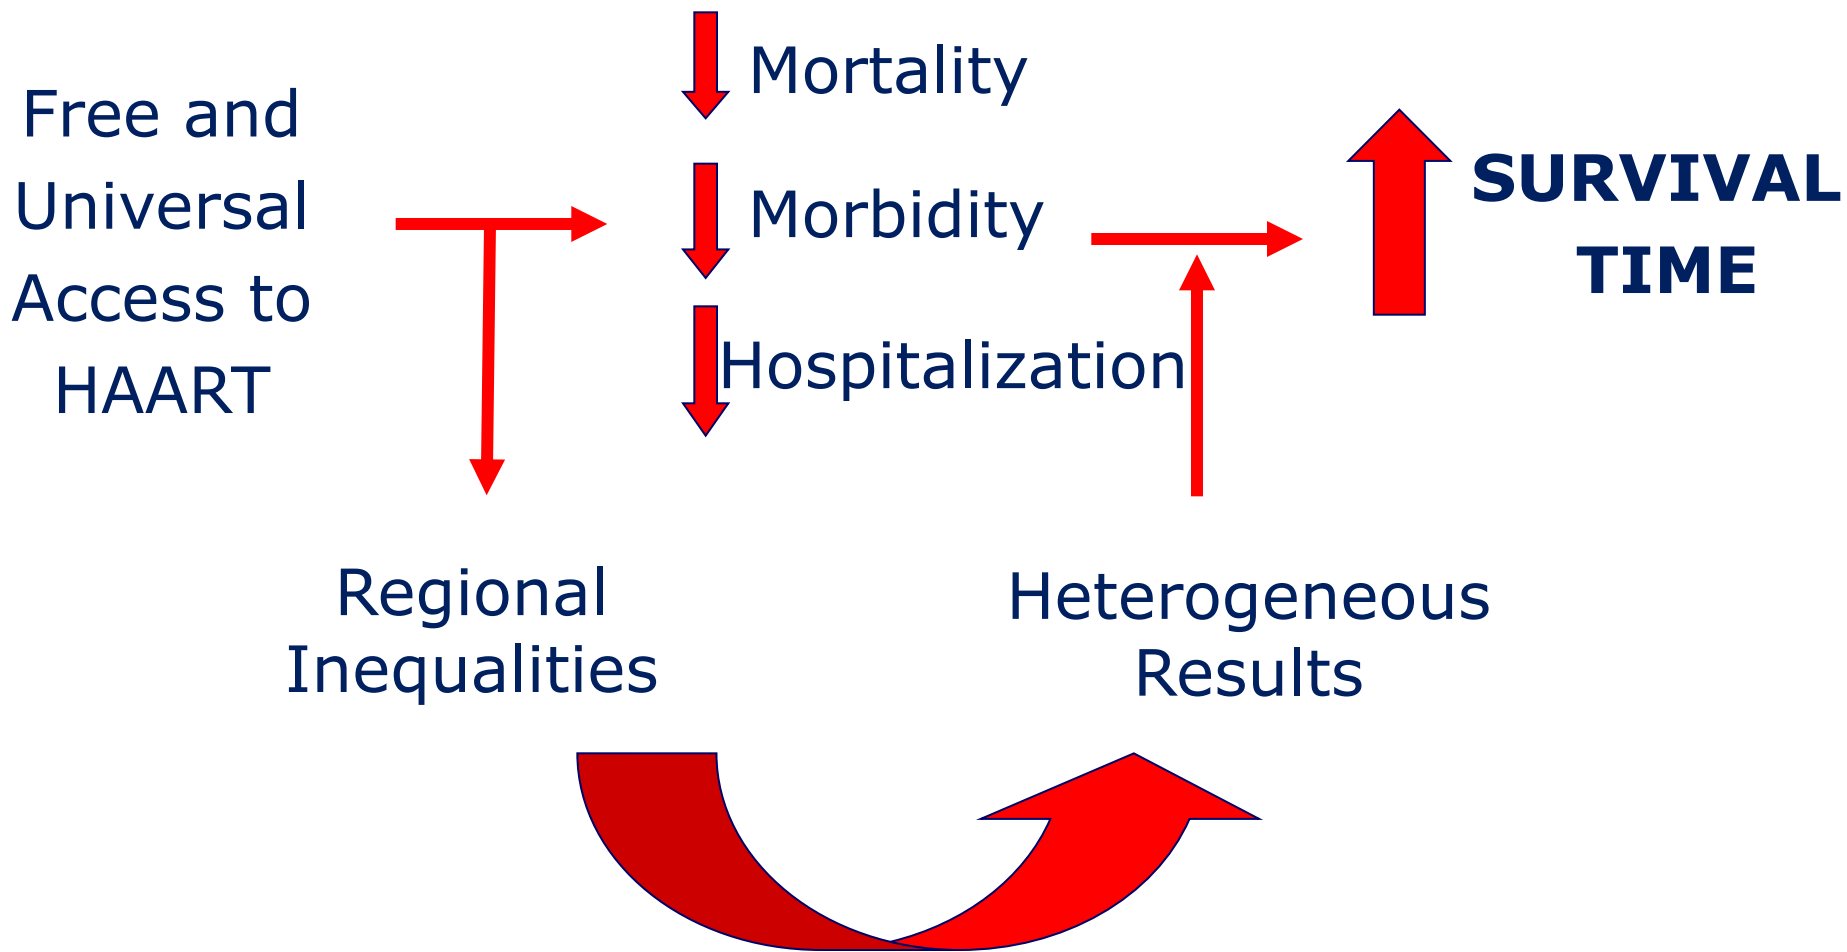 Free and
Universal
Access to
HAART
Mortality
Morbidity
Hospitalization
SURVIVAL
TIME
Regional
Inequalities
Heterogeneous
Results